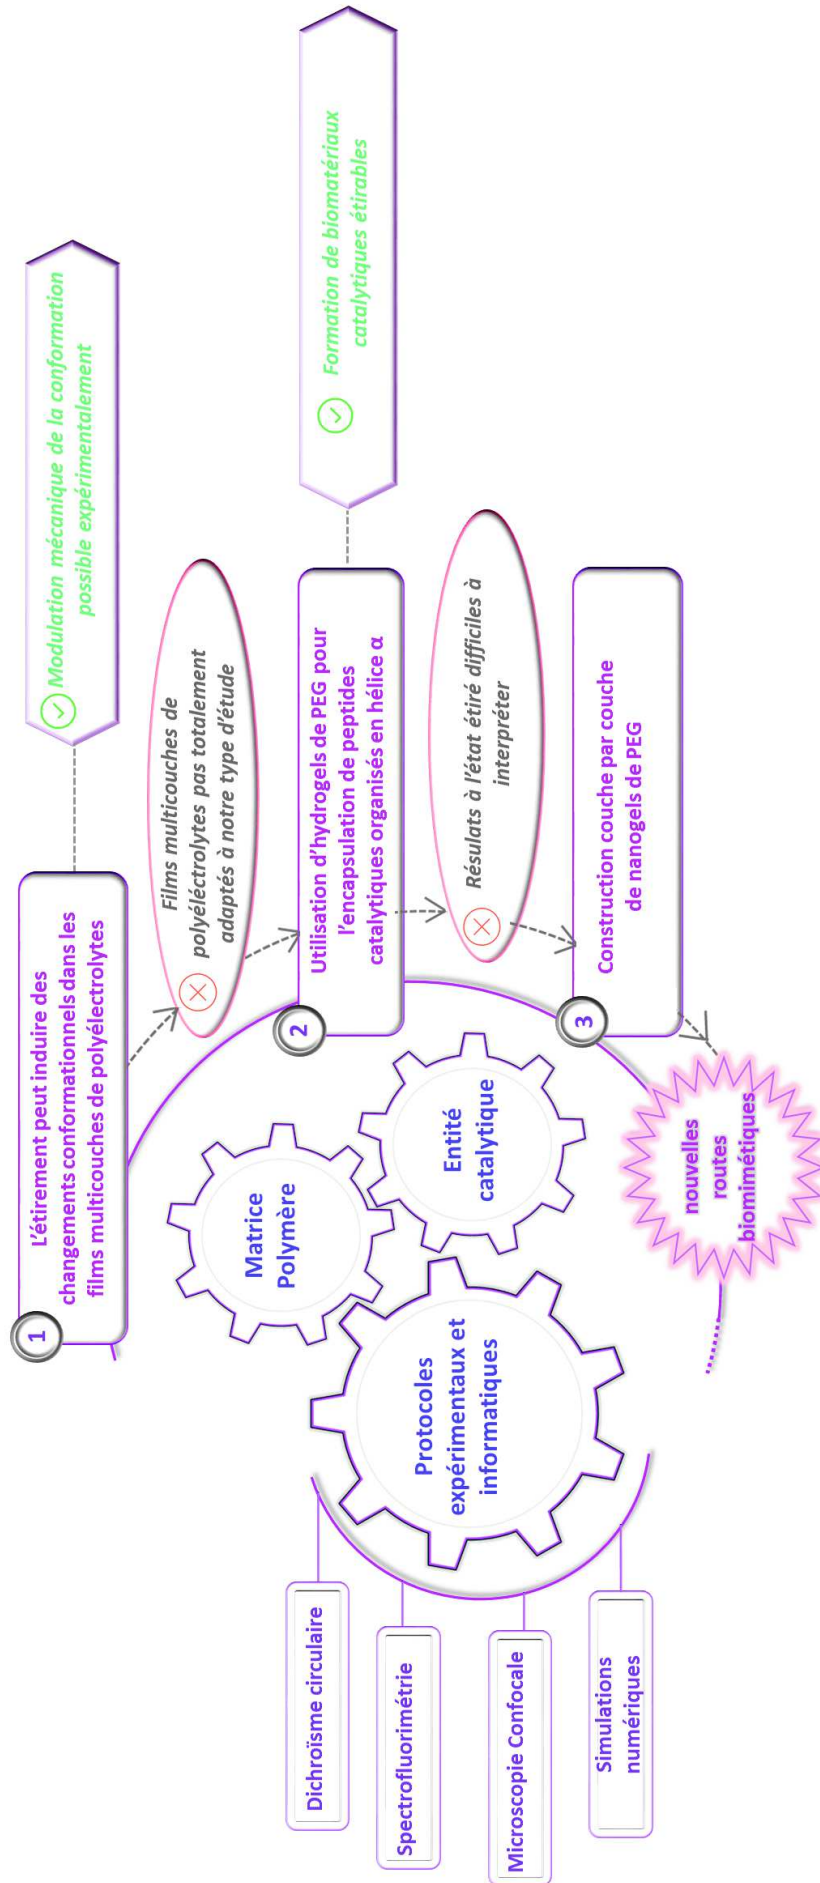 Dichroïsme circulaire
Spectrofluorimétrie
Microscopie Confocale
Simulations
numériques
Protocoles
expérimentaux et
informatiques
Matrice
Polymère
Entité
catalytique
1
L'étirement peut induire des
changements conformationnels dans les
films multicouches de polyélectrolytes
Modulation mécanique de la conformation
possible expérimentalement
Films multicouches de
polyéléctrolytes pas totalement
adaptés à notre type d'étude
2
Utilisation d'hydrogels de PEG pour
l'encapsulation de peptides
catalytiques organisés en hélice α
Formation de biomatériaux
catalytiques étirables
Résulats à l'état étiré difficiles à
interpréter
3
Construction couche par couche
de nanogels de PEG
nouvelles
routes
biomimétiques